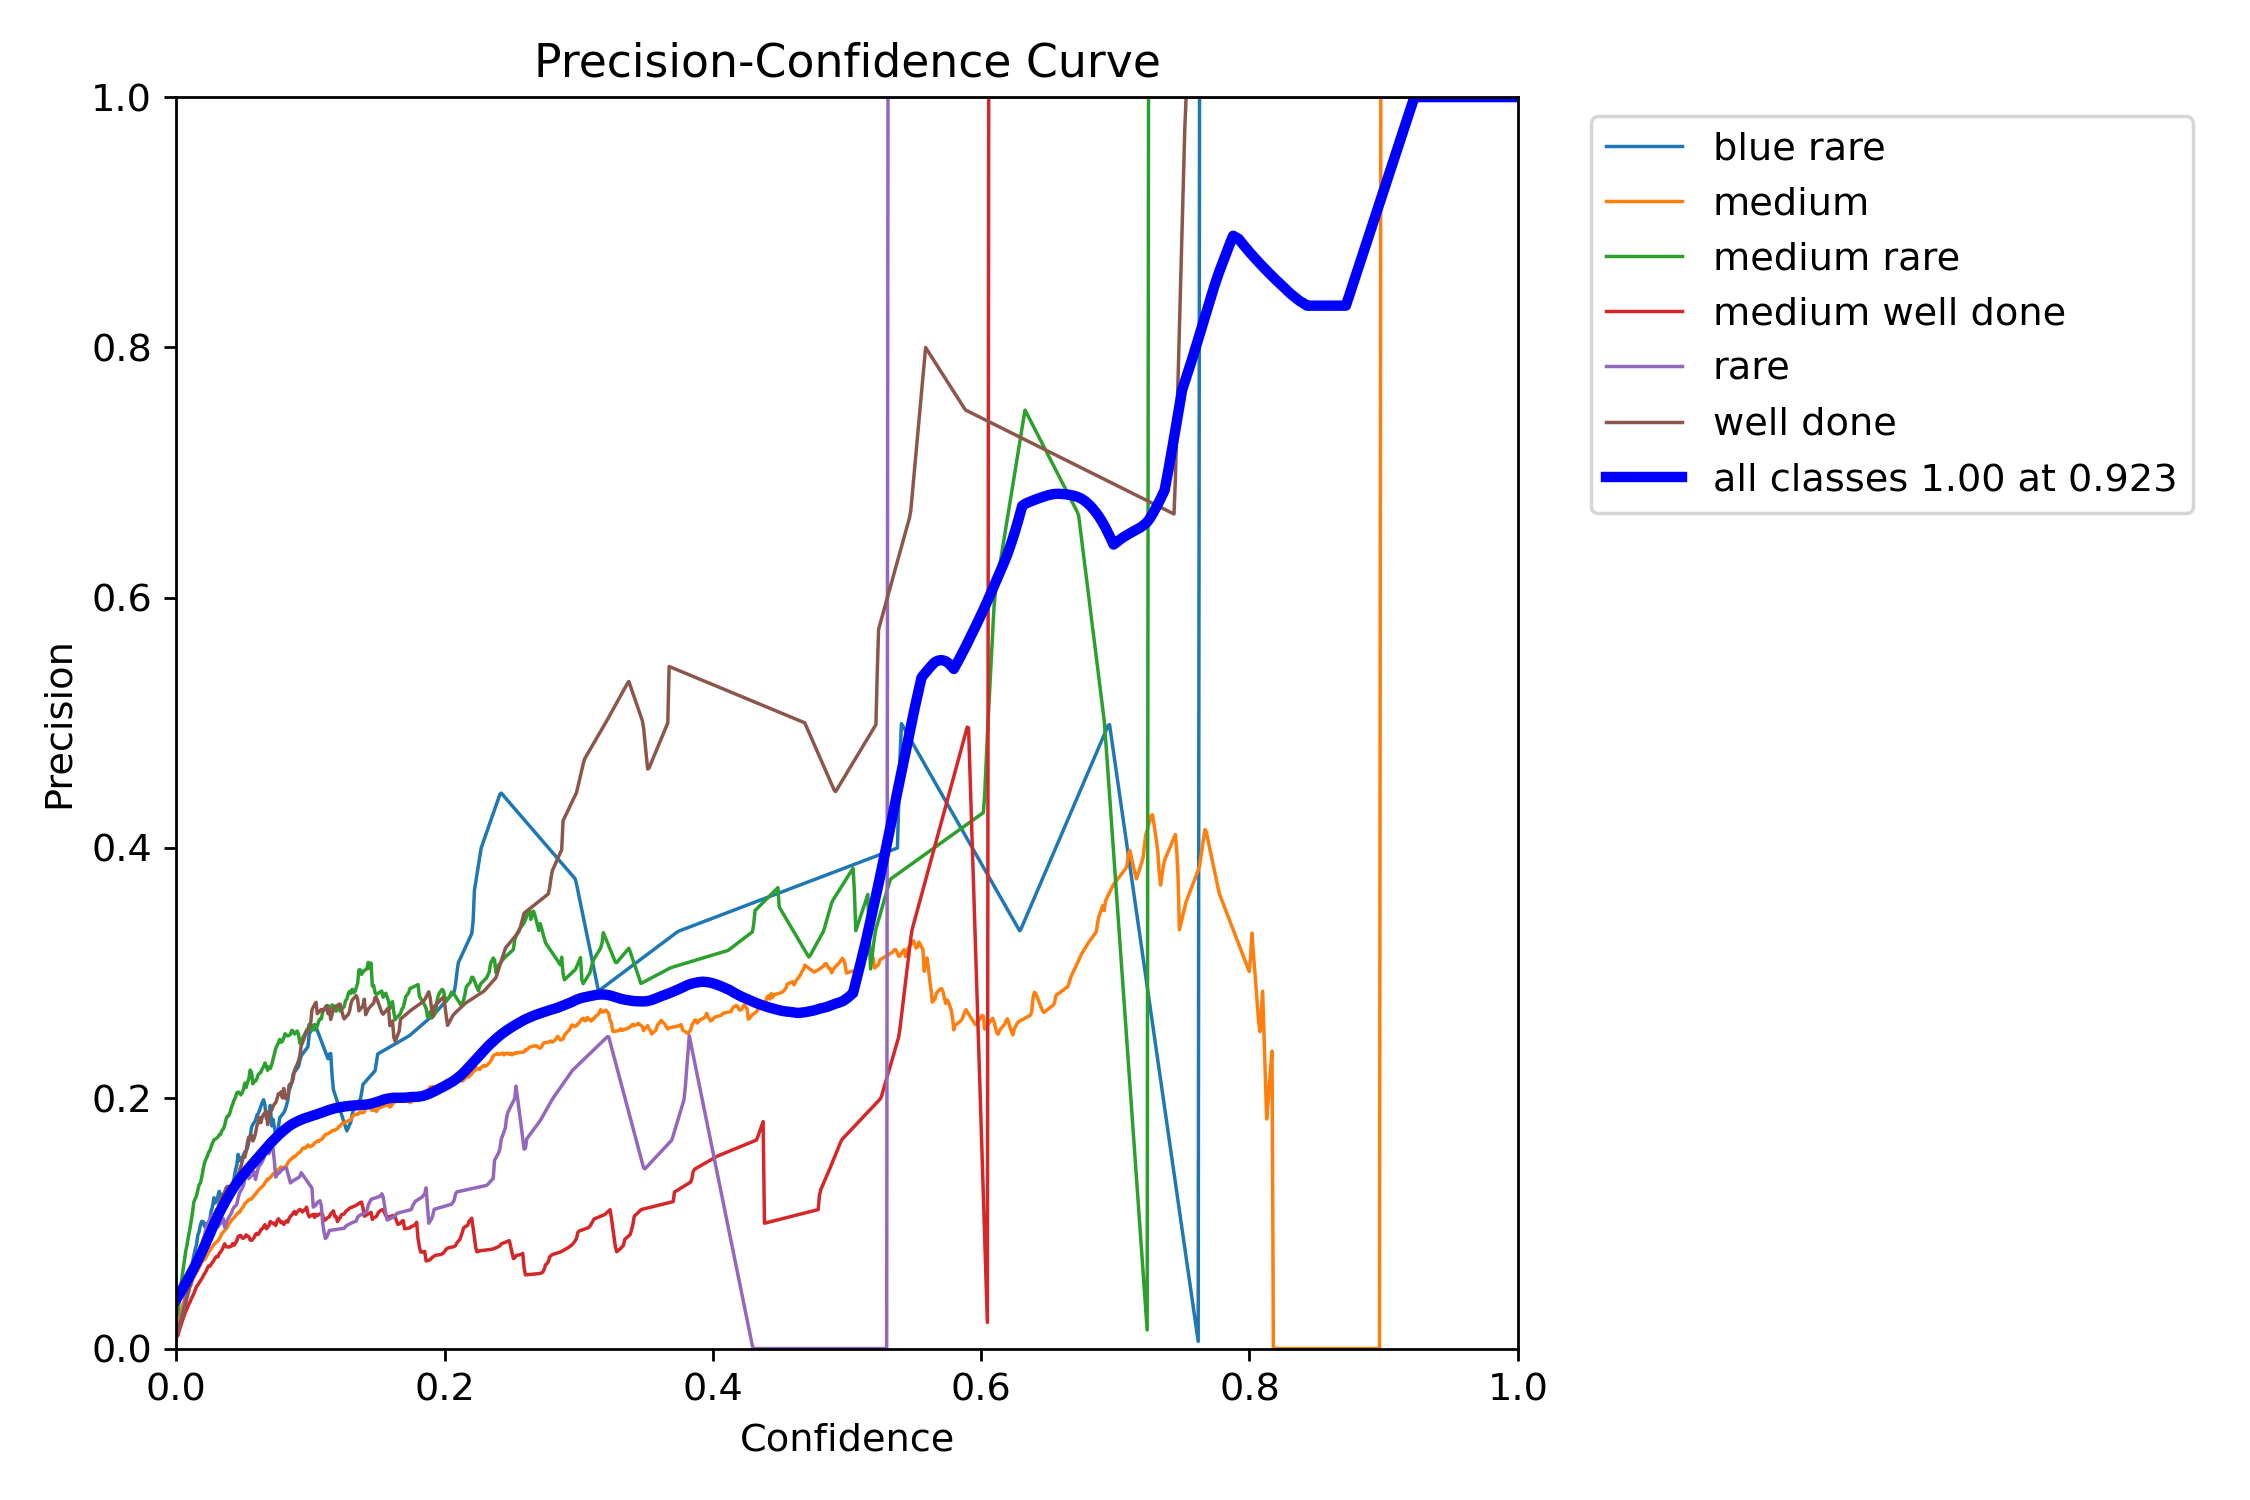 Precision-Confidence Curve
1.0
0.8
0.6
0.4
0.2
0.0
Precision
0.0 0.2 0.4 0.6 0.8 1.0
Confidence
blue rare
medium
medium rare
medium well done
rare
well done
all classes 1.00 at 0.923